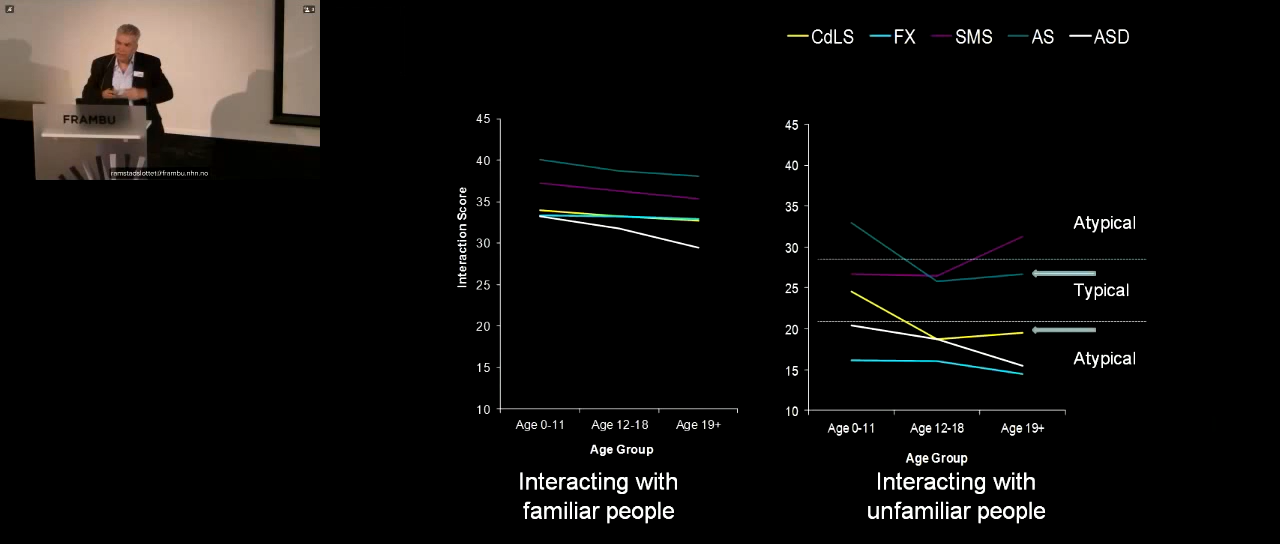 FRAMBU
ramstadslottet//frambu.nhn.no
CdLS FX SMS AS ASD
45
40
35
30
25
20
15
10
Interaction Score
Age 0-11 Age 12-18 Age 19+
Age Group
Interacting with
familiar people
45
40
35
30
25
20
15
10
Atypical
Typical
Atypical
Age 0-11 Age 12-18 Age 19+
Age Group
Interacting with
unfamiliar people